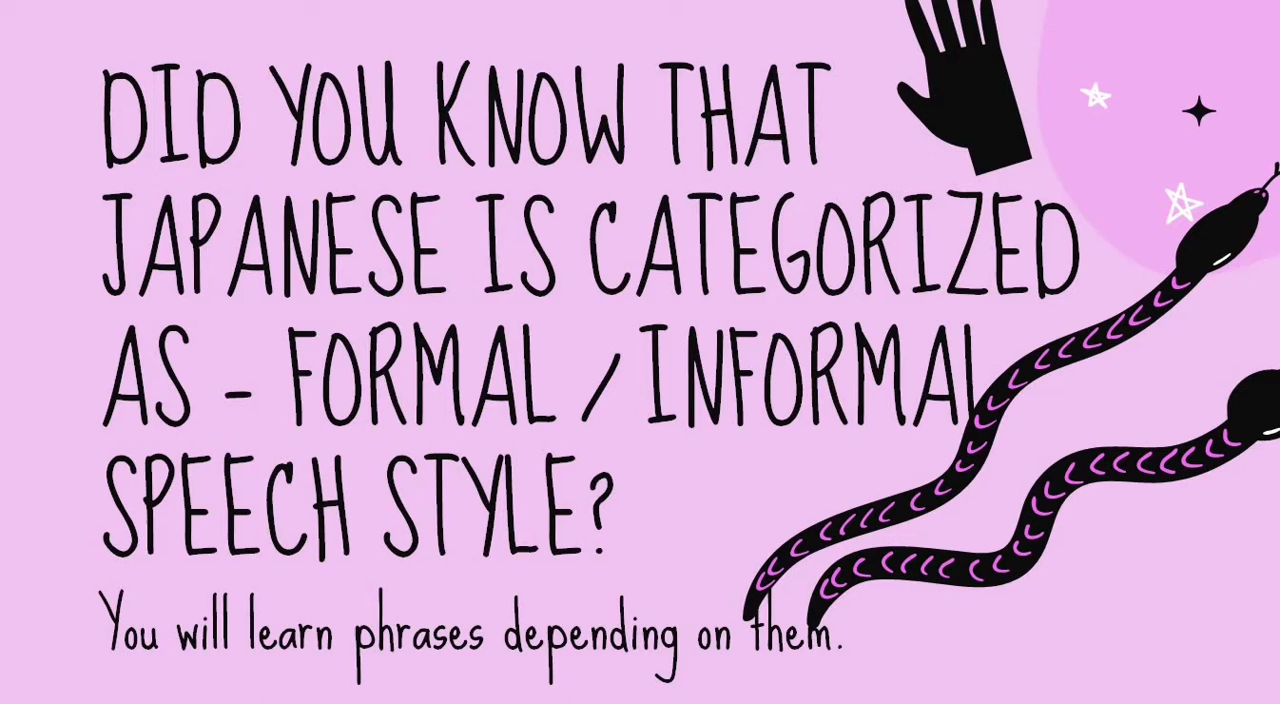 DID YOU KNOW THAT
JAPANESE IS CATEGORIZED
AS - FORMAL / INFORMAL
SPEECH STYLE?
You will learn phrases depending on them.